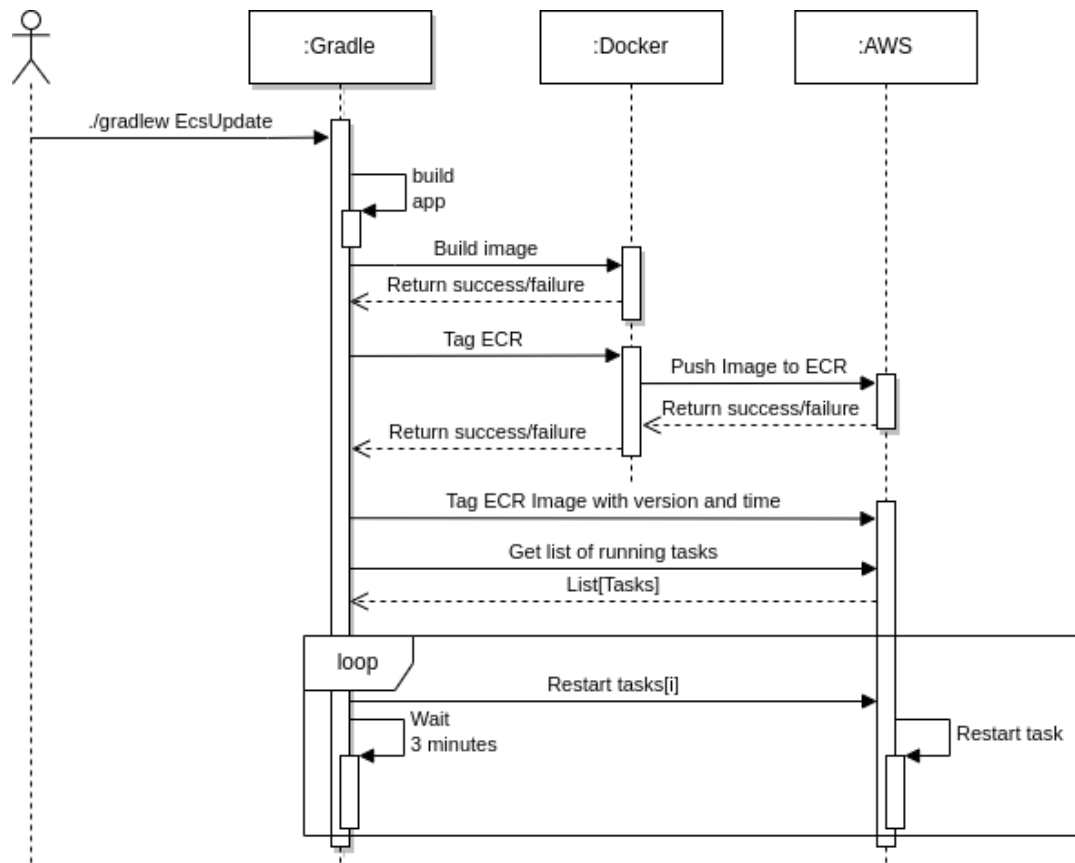 :Gradle
:Docker
:AWS
./gradlew EcsUpdate
build
app
Build image
Return success/failure
Tag ECR
Push Image to ECR
Return success/failure
Return success/failure
Tag ECR Image with version and time
Get list of running tasks
List[Tasks]
loop
Restart tasks[i]
Wait
3 minutes
Restart task